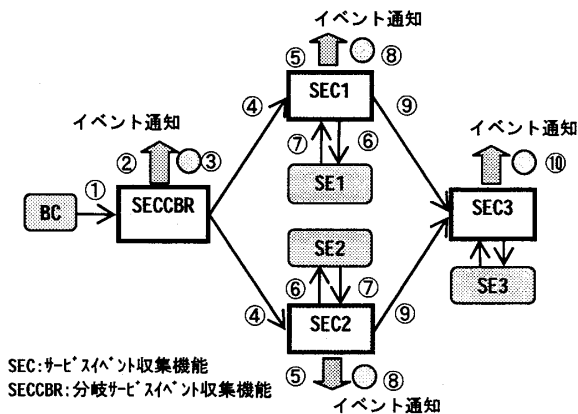 イベント通知
⑤ ⑧
SEC1
④ ⑨
イベント通知
⑦ ⑥
イベント通知
② ③
⑩
SE1
① SECCBR
BC
SEC3
SE2
⑥ ⑦
SE3
④ ⑨
SEC2
SEC:サービスイベント収集機能
⑤ ⑧
SECCBR:分岐サービスイベント収集機能
イベント通知